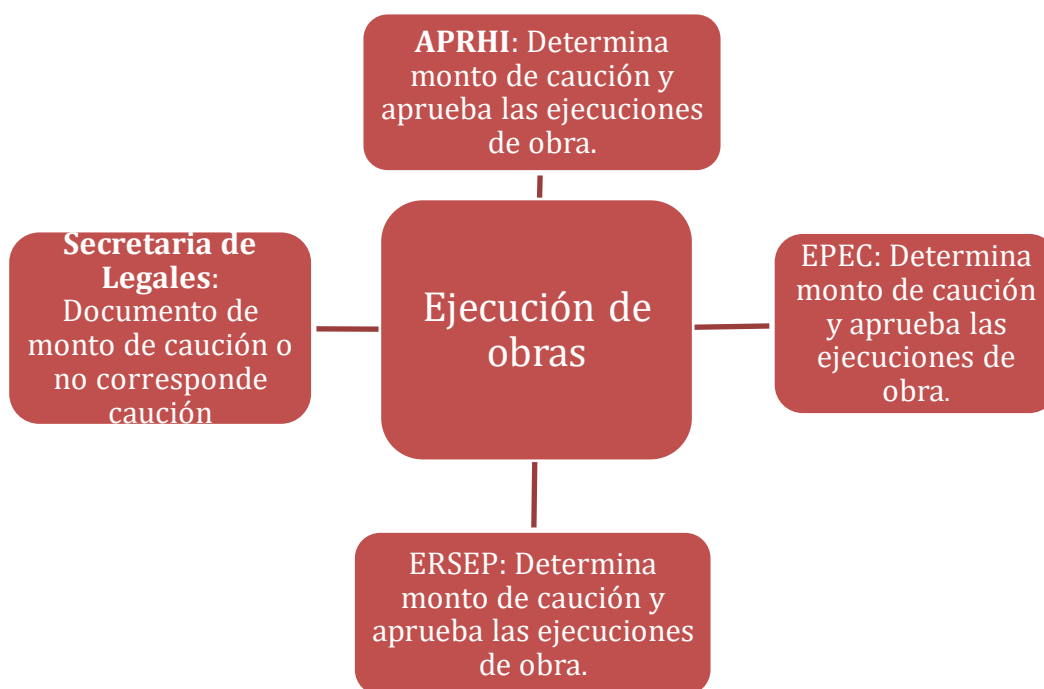 APRHI: Determina
monto de caución y
aprueba las ejecuciones
de obra.
Secretaria de
Legales:
Documento de
monto de caución o
no corresponde
caución
Ejecución de
obras
EPEC: Determina
monto de caución
y aprueba las
ejecuciones de
obra.
ERSEP: Determina
monto de caución y
aprueba las ejecuciones
de obra.